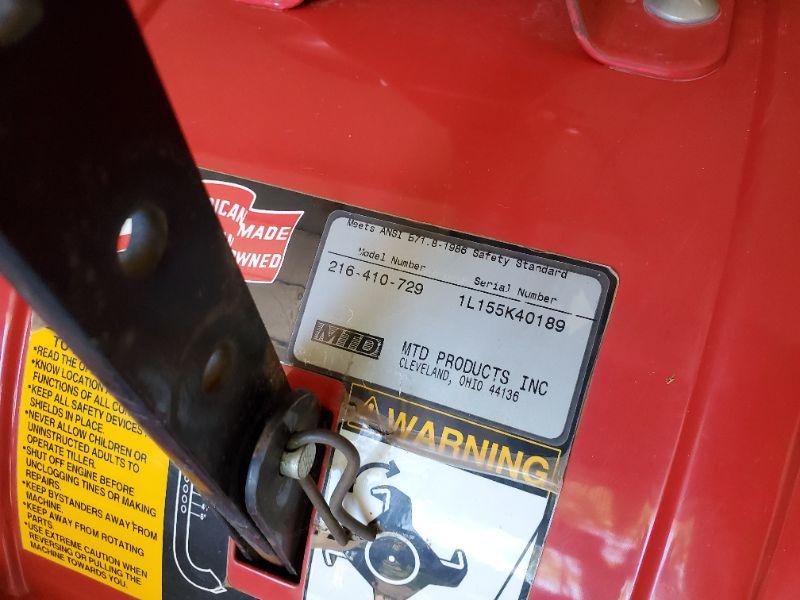 MADE
OWNED
Meets ANSI B71.8-1986 Safety Standard
Model Number
Serial Number
216-410-729
1L155K40189
MTD PRODUCTS INC
CLEVELAND, OHIO 44136
WARNING
•READ THE
•KNOW
FUNCTIONS OF ALL
•KEEP ALL SAFETY DEVICES
SHIELDS IN PLACE.
•NEVER ALLOW CHILDREN OR
UNINSTRUCTED ADULTS TO
OPERATE TILLER.
•SHUT OFF ENGINE BEFORE
UNCLOGGING TINES OR MAKING
REPAIRS.
•KEEP BYSTANDERS AWAY FROM
MACHINE.
•KEEP AWAY FROM ROTATING
PARTS.
•USE EXTREME CAUTION WHEN
REVERSING OR PULLING THE
MACHINE TOWARDS YOU.